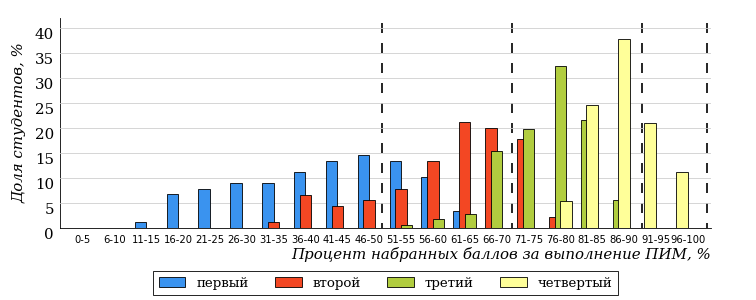 Доля студентов, %
40
35
30
25
20
15
10
5
0
0-5 6-10 11-15 16-20 21-25 26-30 31-35 36-40 41-45 46-50 51-55 56-60 61-65 66-70 71-75 76-80 81-85 86-90 91-95 96-100
Процент набранных баллов за выполнение ПИМ, %
первый второй третий четвертый